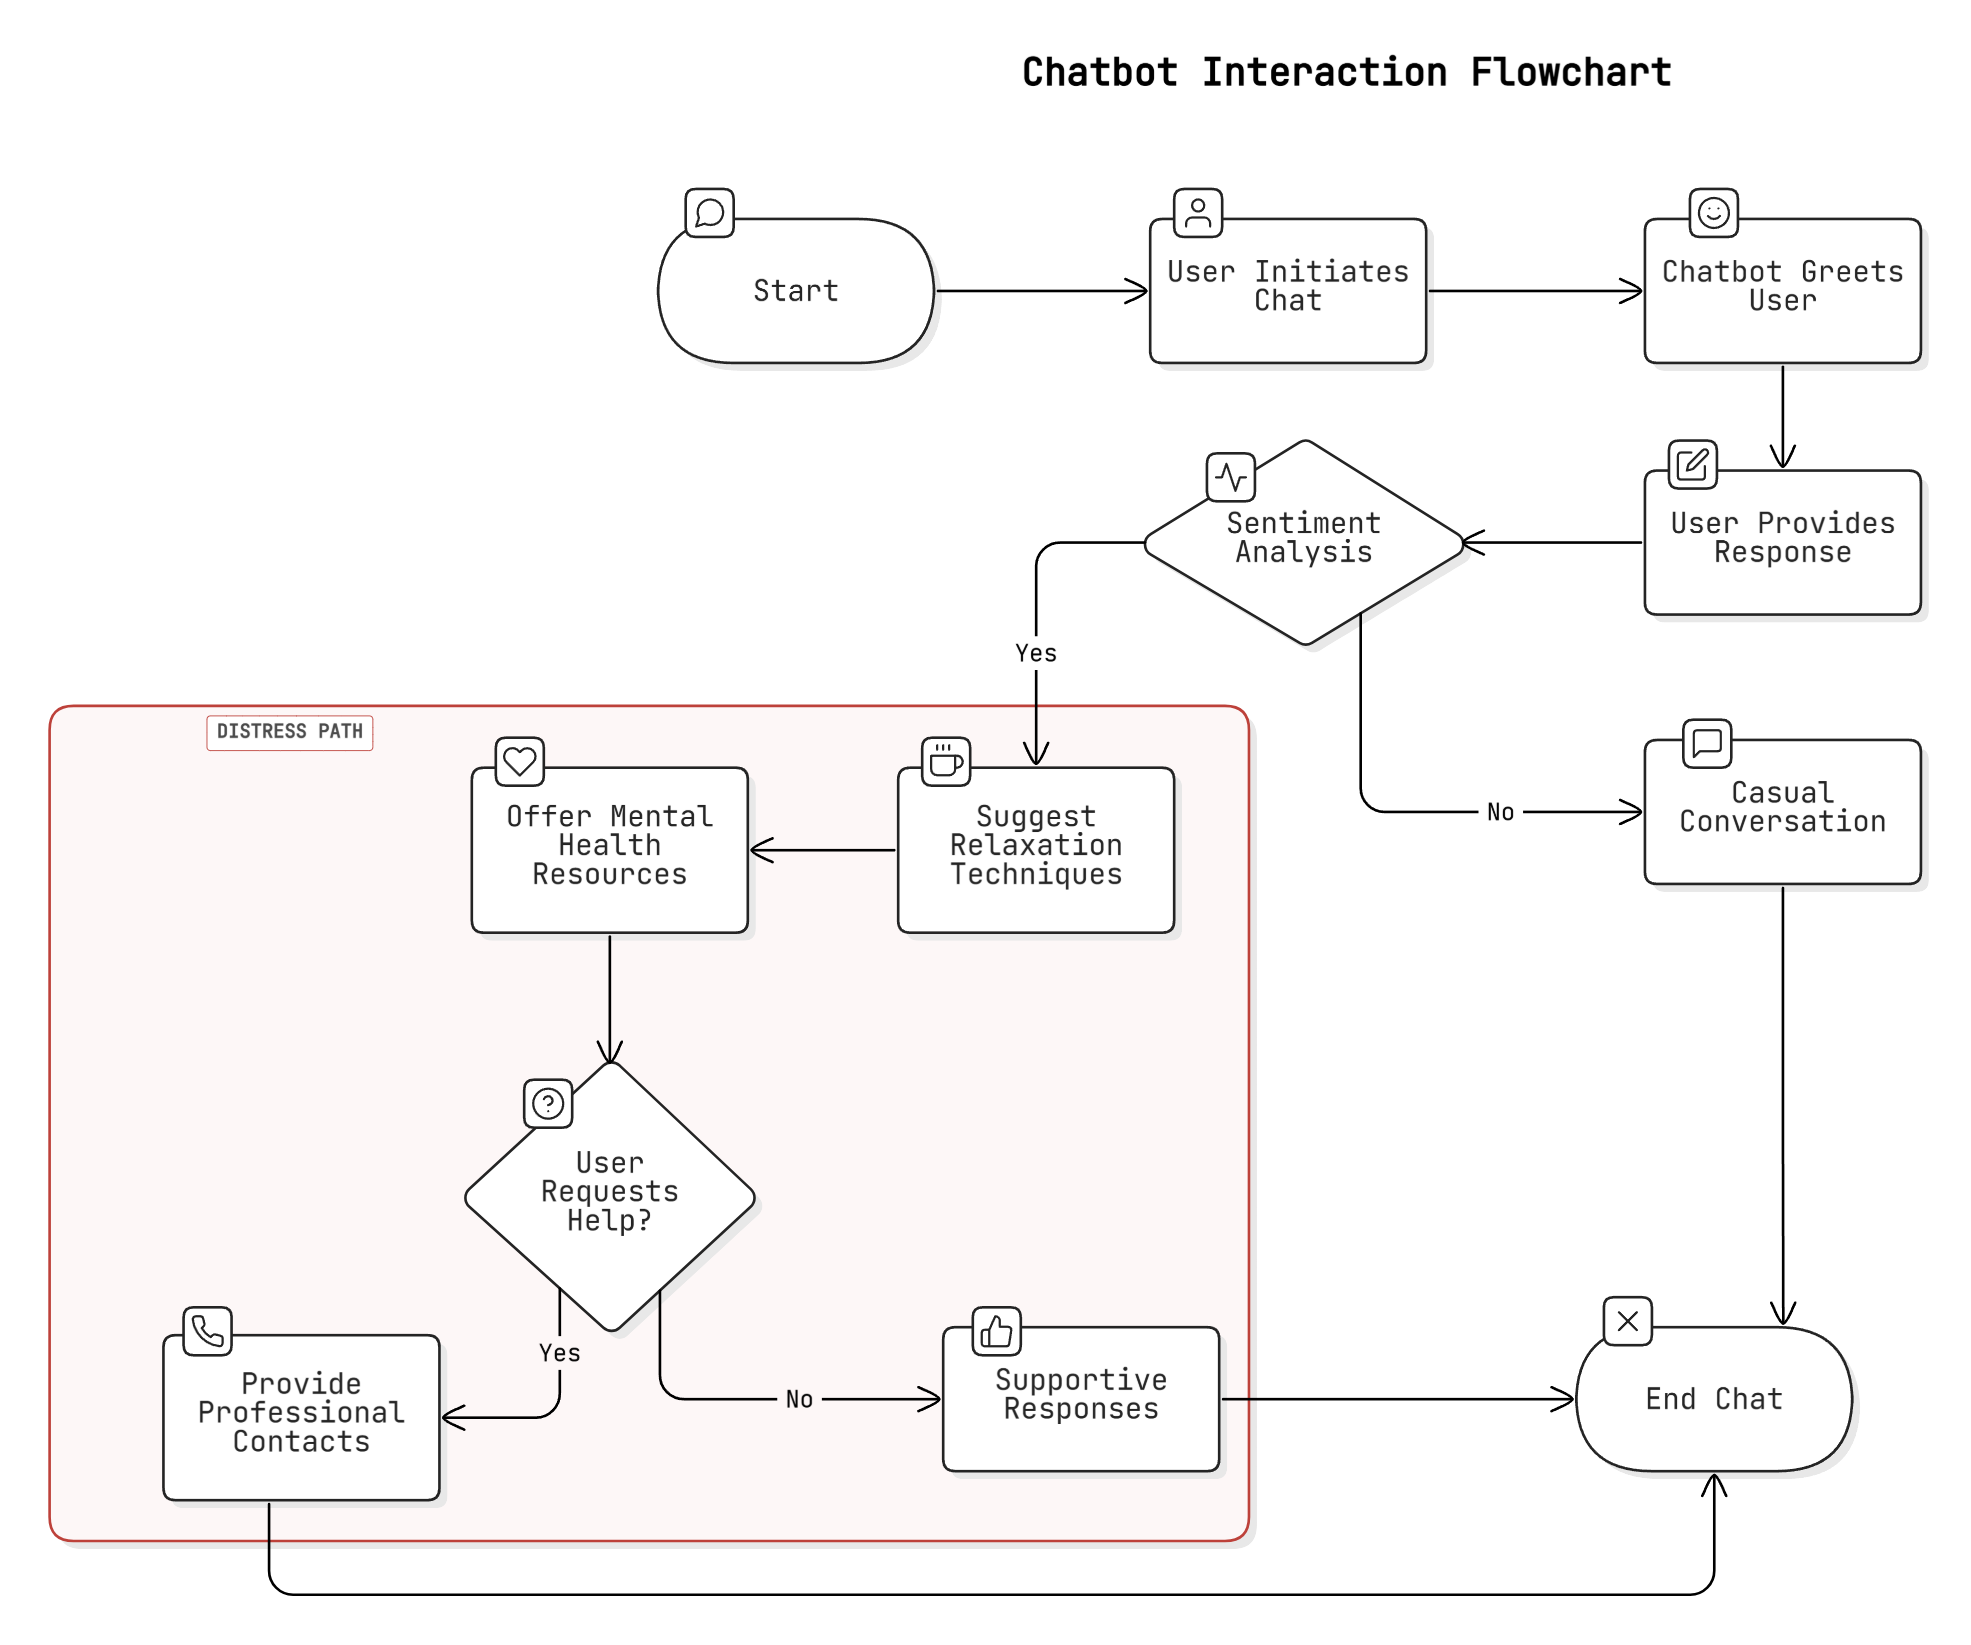 Chatbot Interaction Flowchart
Start
User Initiates
Chat
Chatbot Greets
User
User Provides
Response
Sentiment
Analysis
Yes
No
Casual
Conversation
DISTRESS PATH
Suggest
Relaxation
Techniques
Offer Mental
Health
Resources
User
Requests
Help?
Yes
No
Provide
Professional
Contacts
Supportive
Responses
End Chat